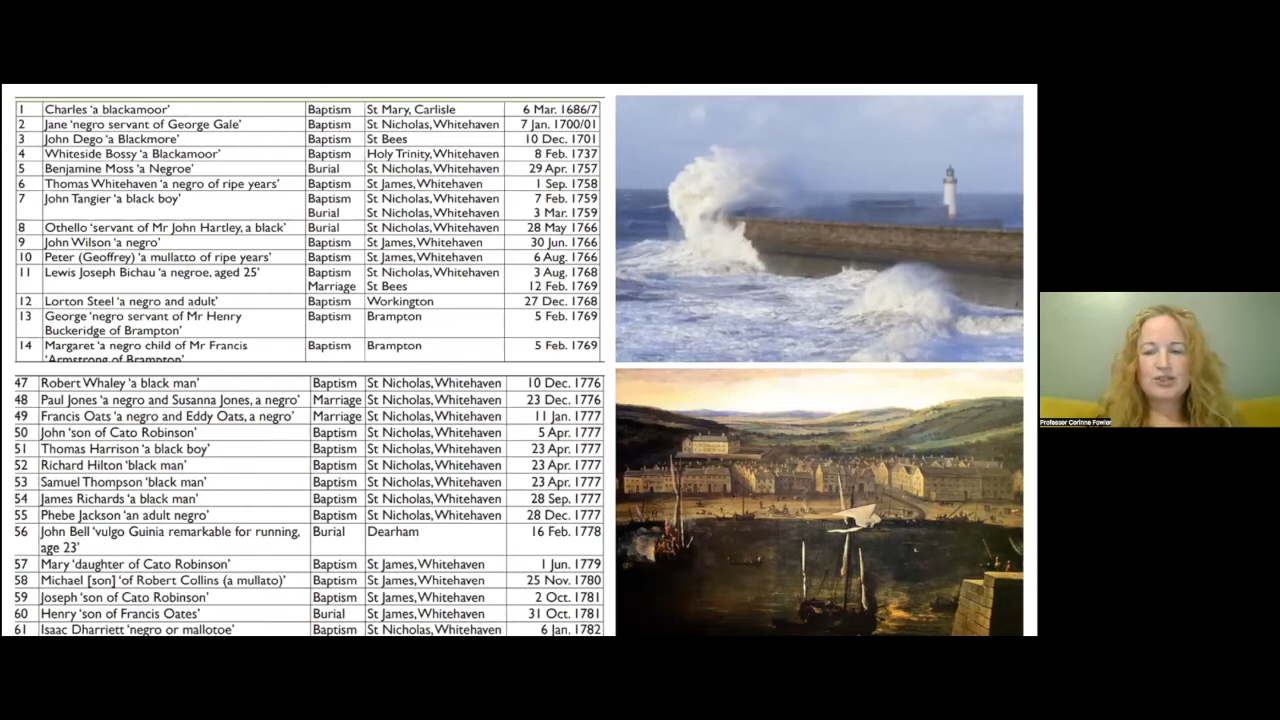 1 Charles ‘a blackamoor’ Baptism St Mary, Carlisle 6 Mar. 1686/7
2 Jane ‘negro servant of George Gale’ Baptism St Nicholas, Whitehaven 7 Jan. 1700/01
3 John Dego ‘a Blackmore’ Baptism St Bees 10 Dec. 1701
4 Whiteside Bossy ‘a Blackamoor’ Baptism Holy Trinity, Whitehaven 8 Feb. 1737
5 Benjamine Moss ‘a Negroe’ Burial St Nicholas, Whitehaven 29 Apr. 1757
6 Thomas Whitehaven ‘a negro of ripe years’ Baptism St James, Whitehaven 1 Sep. 1758
7 John Tangier ‘a black boy’ Baptism St Nicholas, Whitehaven 7 Feb. 1759
Burial St Nicholas, Whitehaven 3 Mar. 1759
8 Othello ‘servant of Mr John Hartley, a black’ Burial St Nicholas, Whitehaven 28 May 1766
9 John Wilson ‘a negro’ Baptism St James, Whitehaven 30 Jun. 1766
10 Peter (Geoffrey) ‘a mullatto of ripe years’ Baptism St James, Whitehaven 6 Aug. 1766
11 Lewis Joseph Bichau ‘a negroe, aged 25’ Baptism St Nicholas, Whitehaven 3 Aug. 1768
Marriage St Bees 12 Feb. 1769
12 Lorton Steel ‘a negro and adult’ Baptism Workington 27 Dec. 1768
13 George ‘negro servant of Mr Henry Baptism Brampton 5 Feb. 1769
Buckeridge of Brampton’
14 Margaret ‘a negro child of Mr Francis Baptism Brampton 5 Feb. 1769
‘Armstrong of Brampton’
47 Robert Whaley ‘a black man’ Baptism St Nicholas, Whitehaven 10 Dec. 1776
48 Paul Jones ‘a negro and Susanna Jones, a negro’ Marriage St Nicholas, Whitehaven 23 Dec. 1776
49 Francis Oats ‘a negro and Eddy Oats, a negro’ Marriage St Nicholas, Whitehaven 11 Jan. 1777
50 John ‘son of Cato Robinson’ Baptism St Nicholas, Whitehaven 5 Apr. 1777
51 Thomas Harrison ‘a black boy’ Baptism St Nicholas, Whitehaven 23 Apr. 1777
52 Richard Hilton ‘black man’ Baptism St Nicholas, Whitehaven 23 Apr. 1777
53 Samuel Thompson ‘black man’ Baptism St Nicholas, Whitehaven 23 Apr. 1777
54 James Richards ‘a black man’ Baptism St Nicholas, Whitehaven 28 Sep. 1777
55 Phebe Jackson ‘an adult negro’ Baptism St Nicholas, Whitehaven 28 Dec. 1777
56 John Bell ‘vulgo Guinia remarkable for running, Burial Dearham 16 Feb. 1778
age 23’
57 Mary ‘daughter of Cato Robinson’ Baptism St James, Whitehaven 1 Jun. 1779
58 Michael [son] ‘of Robert Collins (a mullato)’ Baptism St James, Whitehaven 25 Nov. 1780
59 Joseph ‘son of Cato Robinson’ Baptism St James, Whitehaven 2 Oct. 1781
60 Henry ‘son of Francis Oates’ Burial St James, Whitehaven 31 Oct. 1781
61 Isaac Dharriett ‘negro or mallotoe’ Baptism St Nicholas, Whitehaven 6 Jan. 1782
Professor Corinne Fowler